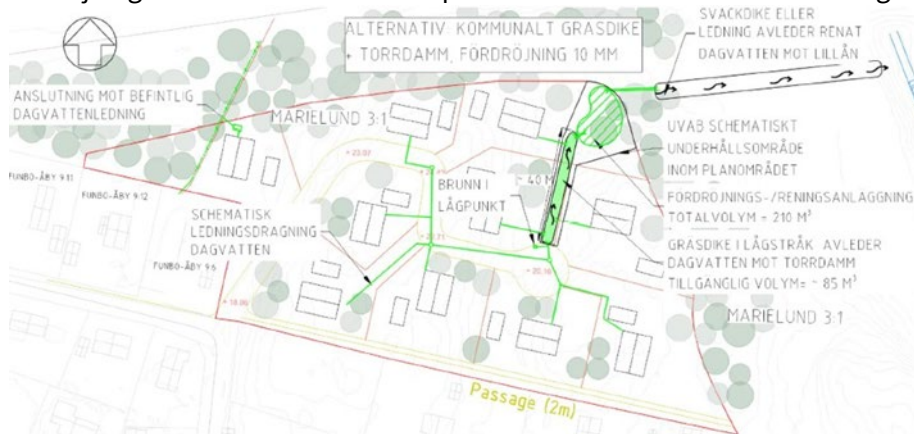 ALTERNATIV: KOMMUNALT GRÄSDIKE
+ TORRDAMM, FÖRDRÖJNING 10 MM
SVACKDIKE ELLER
LEDNING AVLEDER RENAT
DAGVATTEN MOT LILLÅN
ANSLUTNING MOT BEFINTLIG
DAGVATTENLEDNING
MARIELUND 3:1
UVAB SCHEMATISKT
UNDERHÅLLSOMRÅDE
INOM PLANOMRÅDET
FÖRDRÖJNINGS-/RENINGSANLÄGGNING
TOTALVOLYM = 210 M³
GRÄSDIKE I LÅGSTRÅK AVLEDER
DAGVATTEN MOT TORRDAMM
TILLGÄNGLIG VOLYM= ~ 85 M³
MARIELUND 3:1
BRUNN I
LÅGPUNKT
~ 40 M
FUNBO-ÅBY 9:11
FUNBO-ÅBY 9:12
FUNBO-ÅBY 9:6
SCHEMATISK
LEDNINGSDRAGNING
DAGVATTEN
Passage (2m)